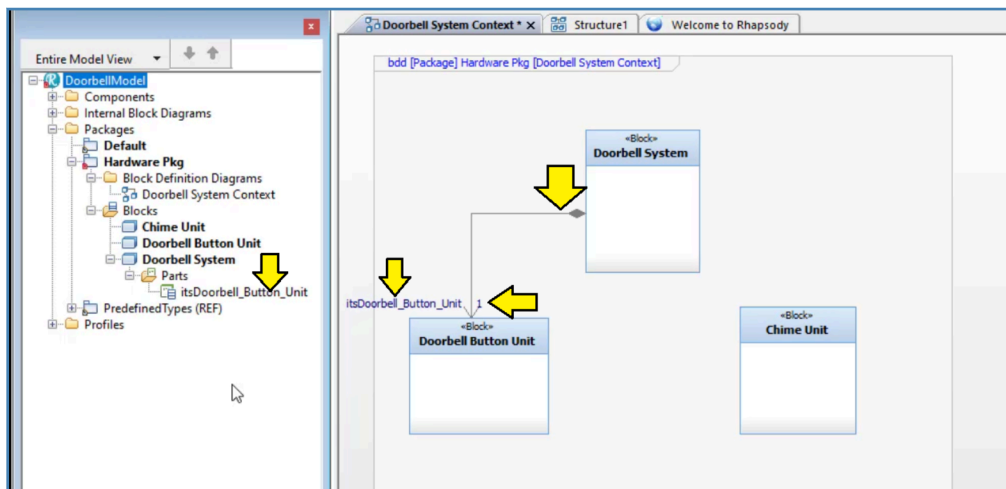 Doorbell System Context *
Structure1
Welcome to Rhapsody
Entire Model View
DoorbellModel
Components
Internal Block Diagrams
Packages
Default
Hardware Pkg
Block Definition Diagrams
Doorbell System Context
Blocks
Chime Unit
Doorbell Button Unit
Doorbell System
Parts
itsDoorbell_Button_Unit
PredefinedTypes (REF)
Profiles
bdd [Package] Hardware Pkg [Doorbell System Context]
«Block»
Doorbell System
itsDoorbell_Button_Unit 1
«Block»
Doorbell Button Unit
«Block»
Chime Unit